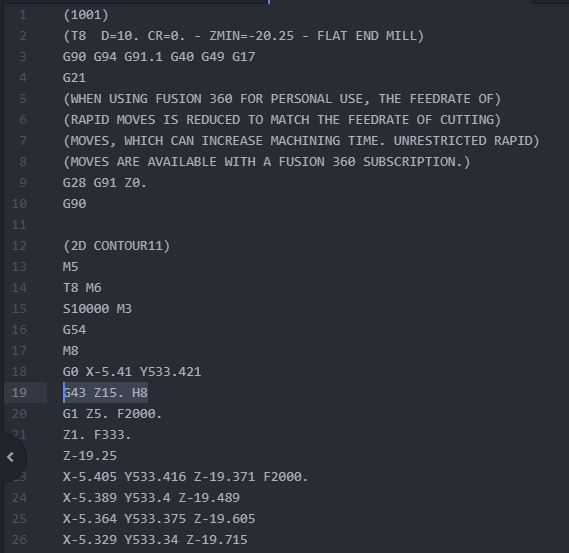 1 (1001)
2 (T8  D=10. CR=0. - ZMIN=-20.25 - FLAT END MILL)
3 G90 G94 G91.1 G40 G49 G17
4 G21
5 (WHEN USING FUSION 360 FOR PERSONAL USE, THE FEEDRATE OF)
6 (RAPID MOVES IS REDUCED TO MATCH THE FEEDRATE OF CUTTING)
7 (MOVES, WHICH CAN INCREASE MACHINING TIME. UNRESTRICTED RAPID)
8 (MOVES ARE AVAILABLE WITH A FUSION 360 SUBSCRIPTION.)
9 G28 G91 Z0.
10 G90
11
12 (2D CONTOUR11)
13 M5
14 T8 M6
15 S10000 M3
16 G54
17 M8
18 G0 X-5.41 Y533.421
19 G43 Z15. H8
20 G1 Z5. F2000.
21 Z1. F333.
Z-19.25
23 X-5.405 Y533.416 Z-19.371 F2000.
24 X-5.389 Y533.4 Z-19.489
25 X-5.364 Y533.375 Z-19.605
26 X-5.329 Y533.34 Z-19.715